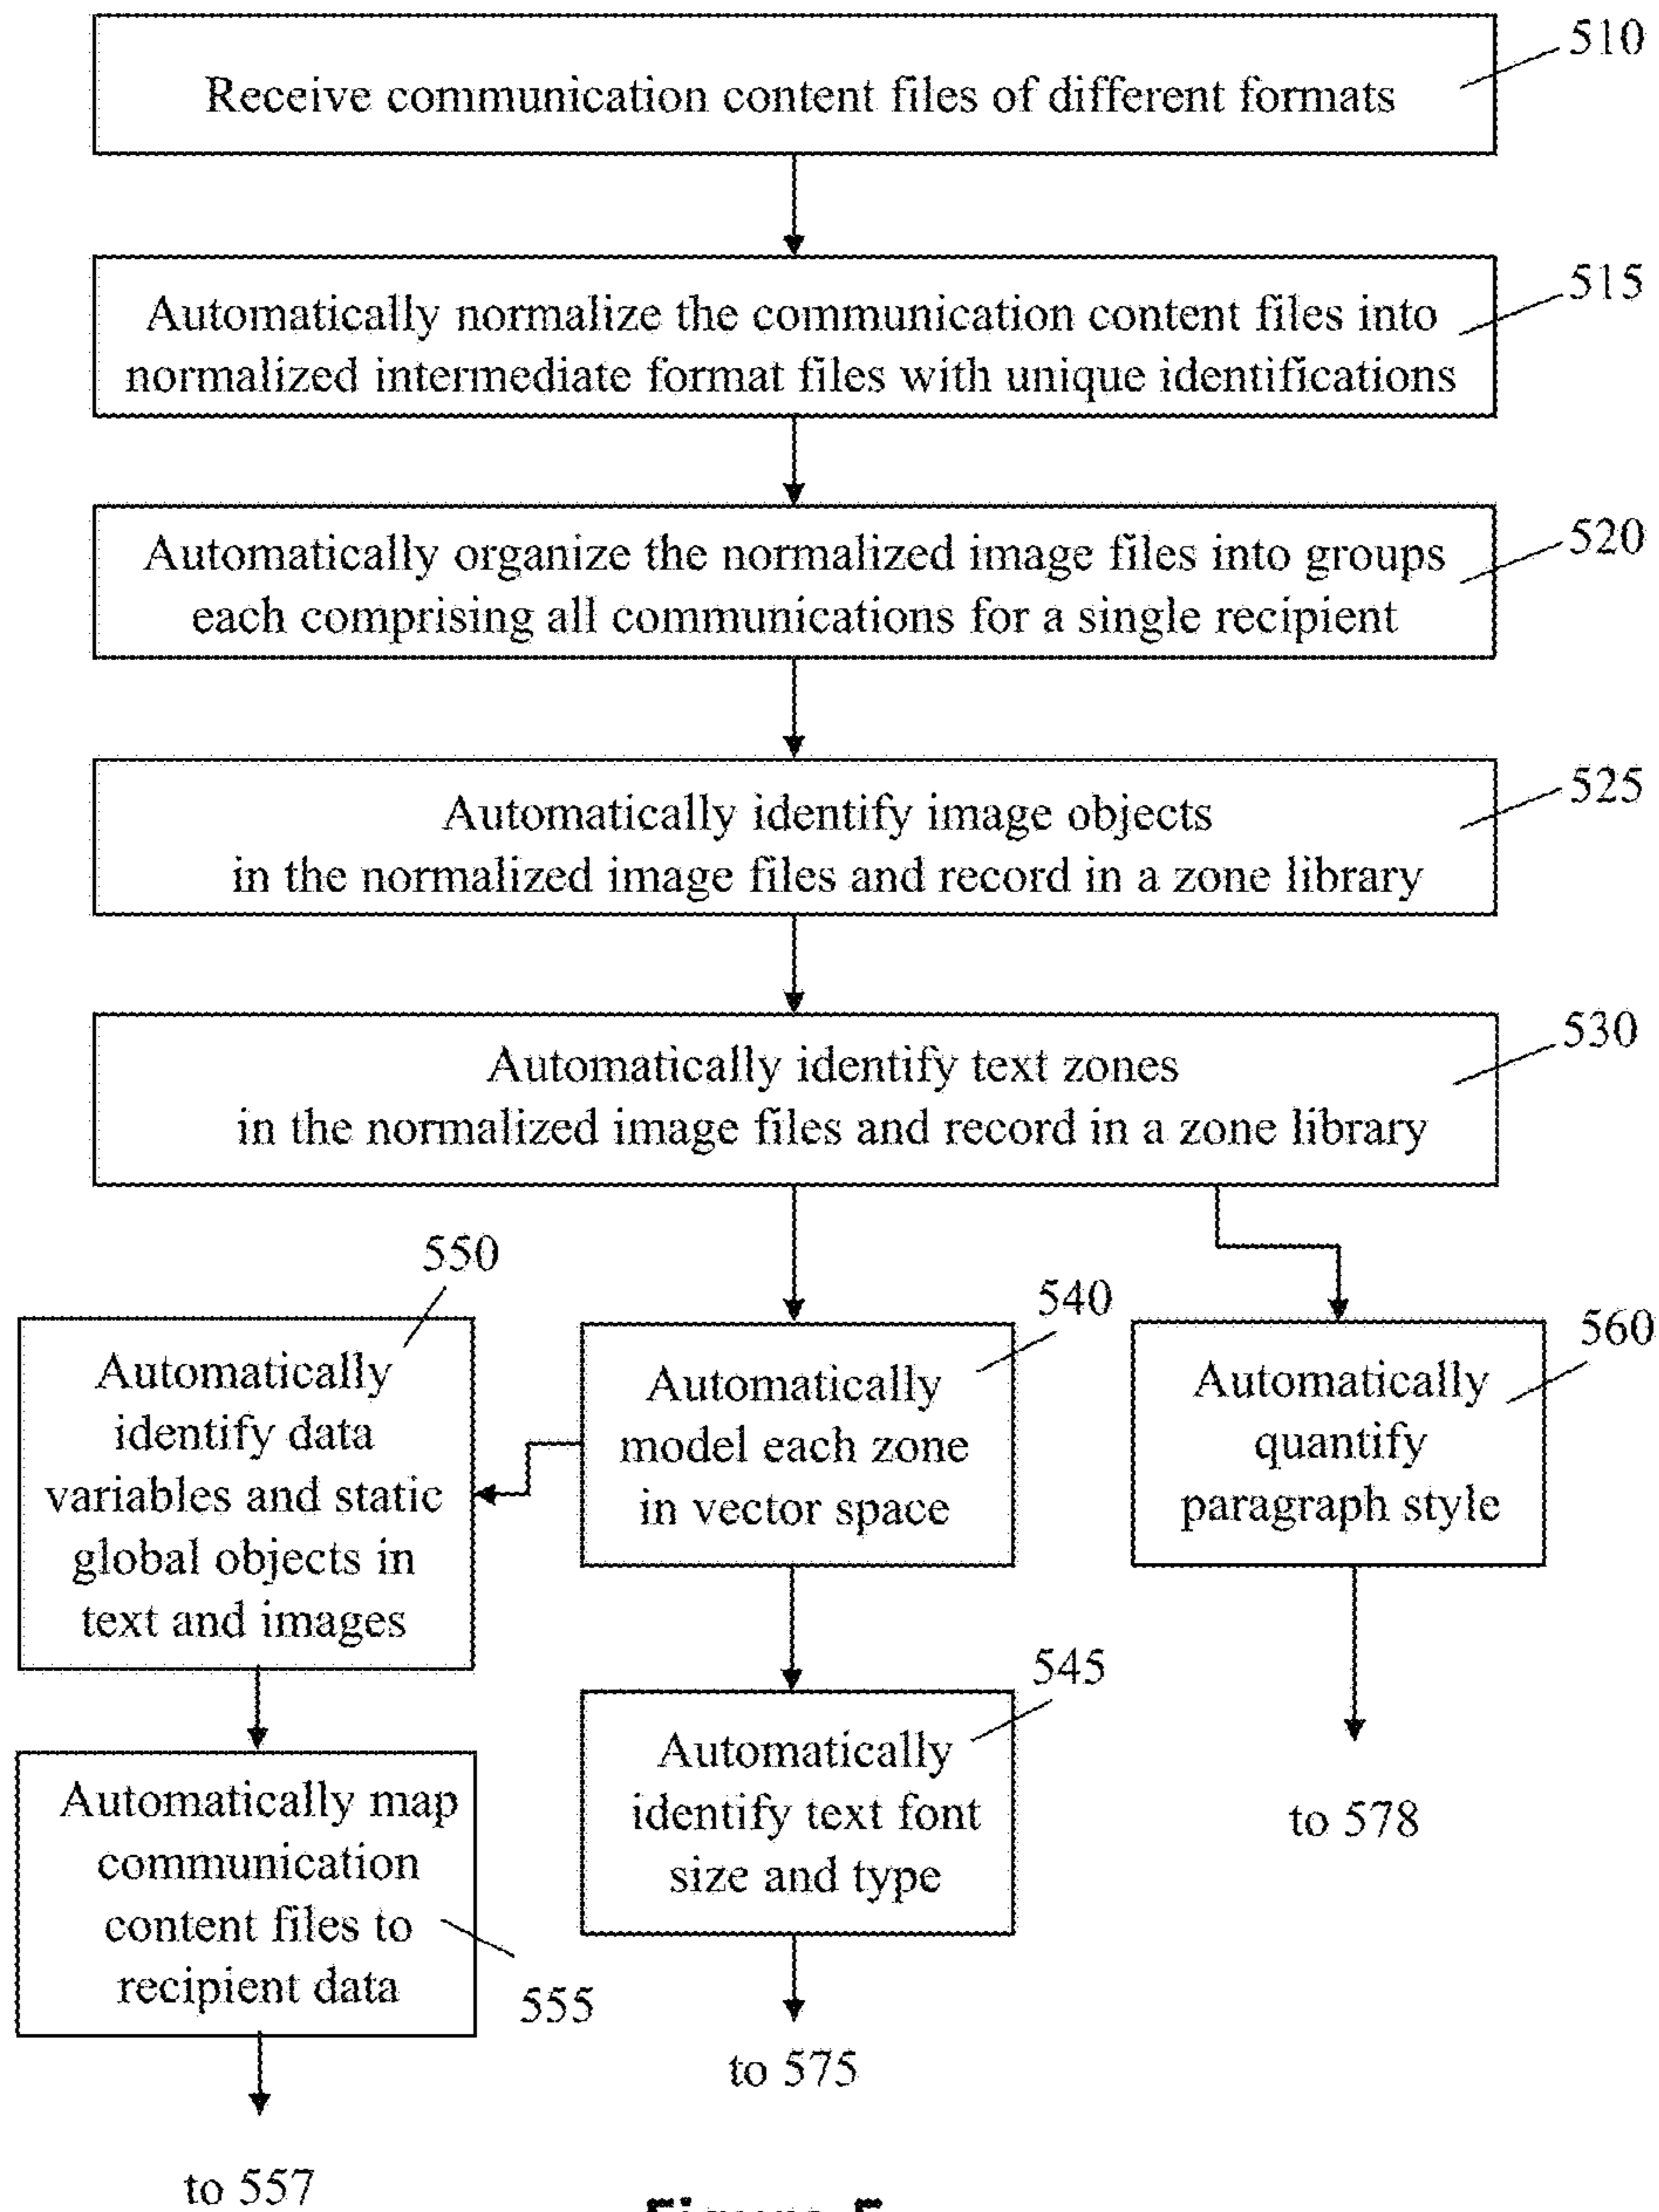 510
Receive communication content files of different formats
515
Automatically normalize the communication content files into
normalized intermediate format files with unique identifications
520
Automatically organize the normalized image files into groups
each comprising all communications for a single recipient
525
Automatically identify image objects
in the normalized image files and record in a zone library
530
Automatically identify text zones
in the normalized image files and record in a zone library
550
Automatically
identify data
variables and static
global objects in
text and images
540
Automatically
model each zone
in vector space
560
Automatically
quantify
paragraph style
545
Automatically
identify text font
size and type
to 578
Automatically map
communication
content files to
recipient data
555
to 575
to 557